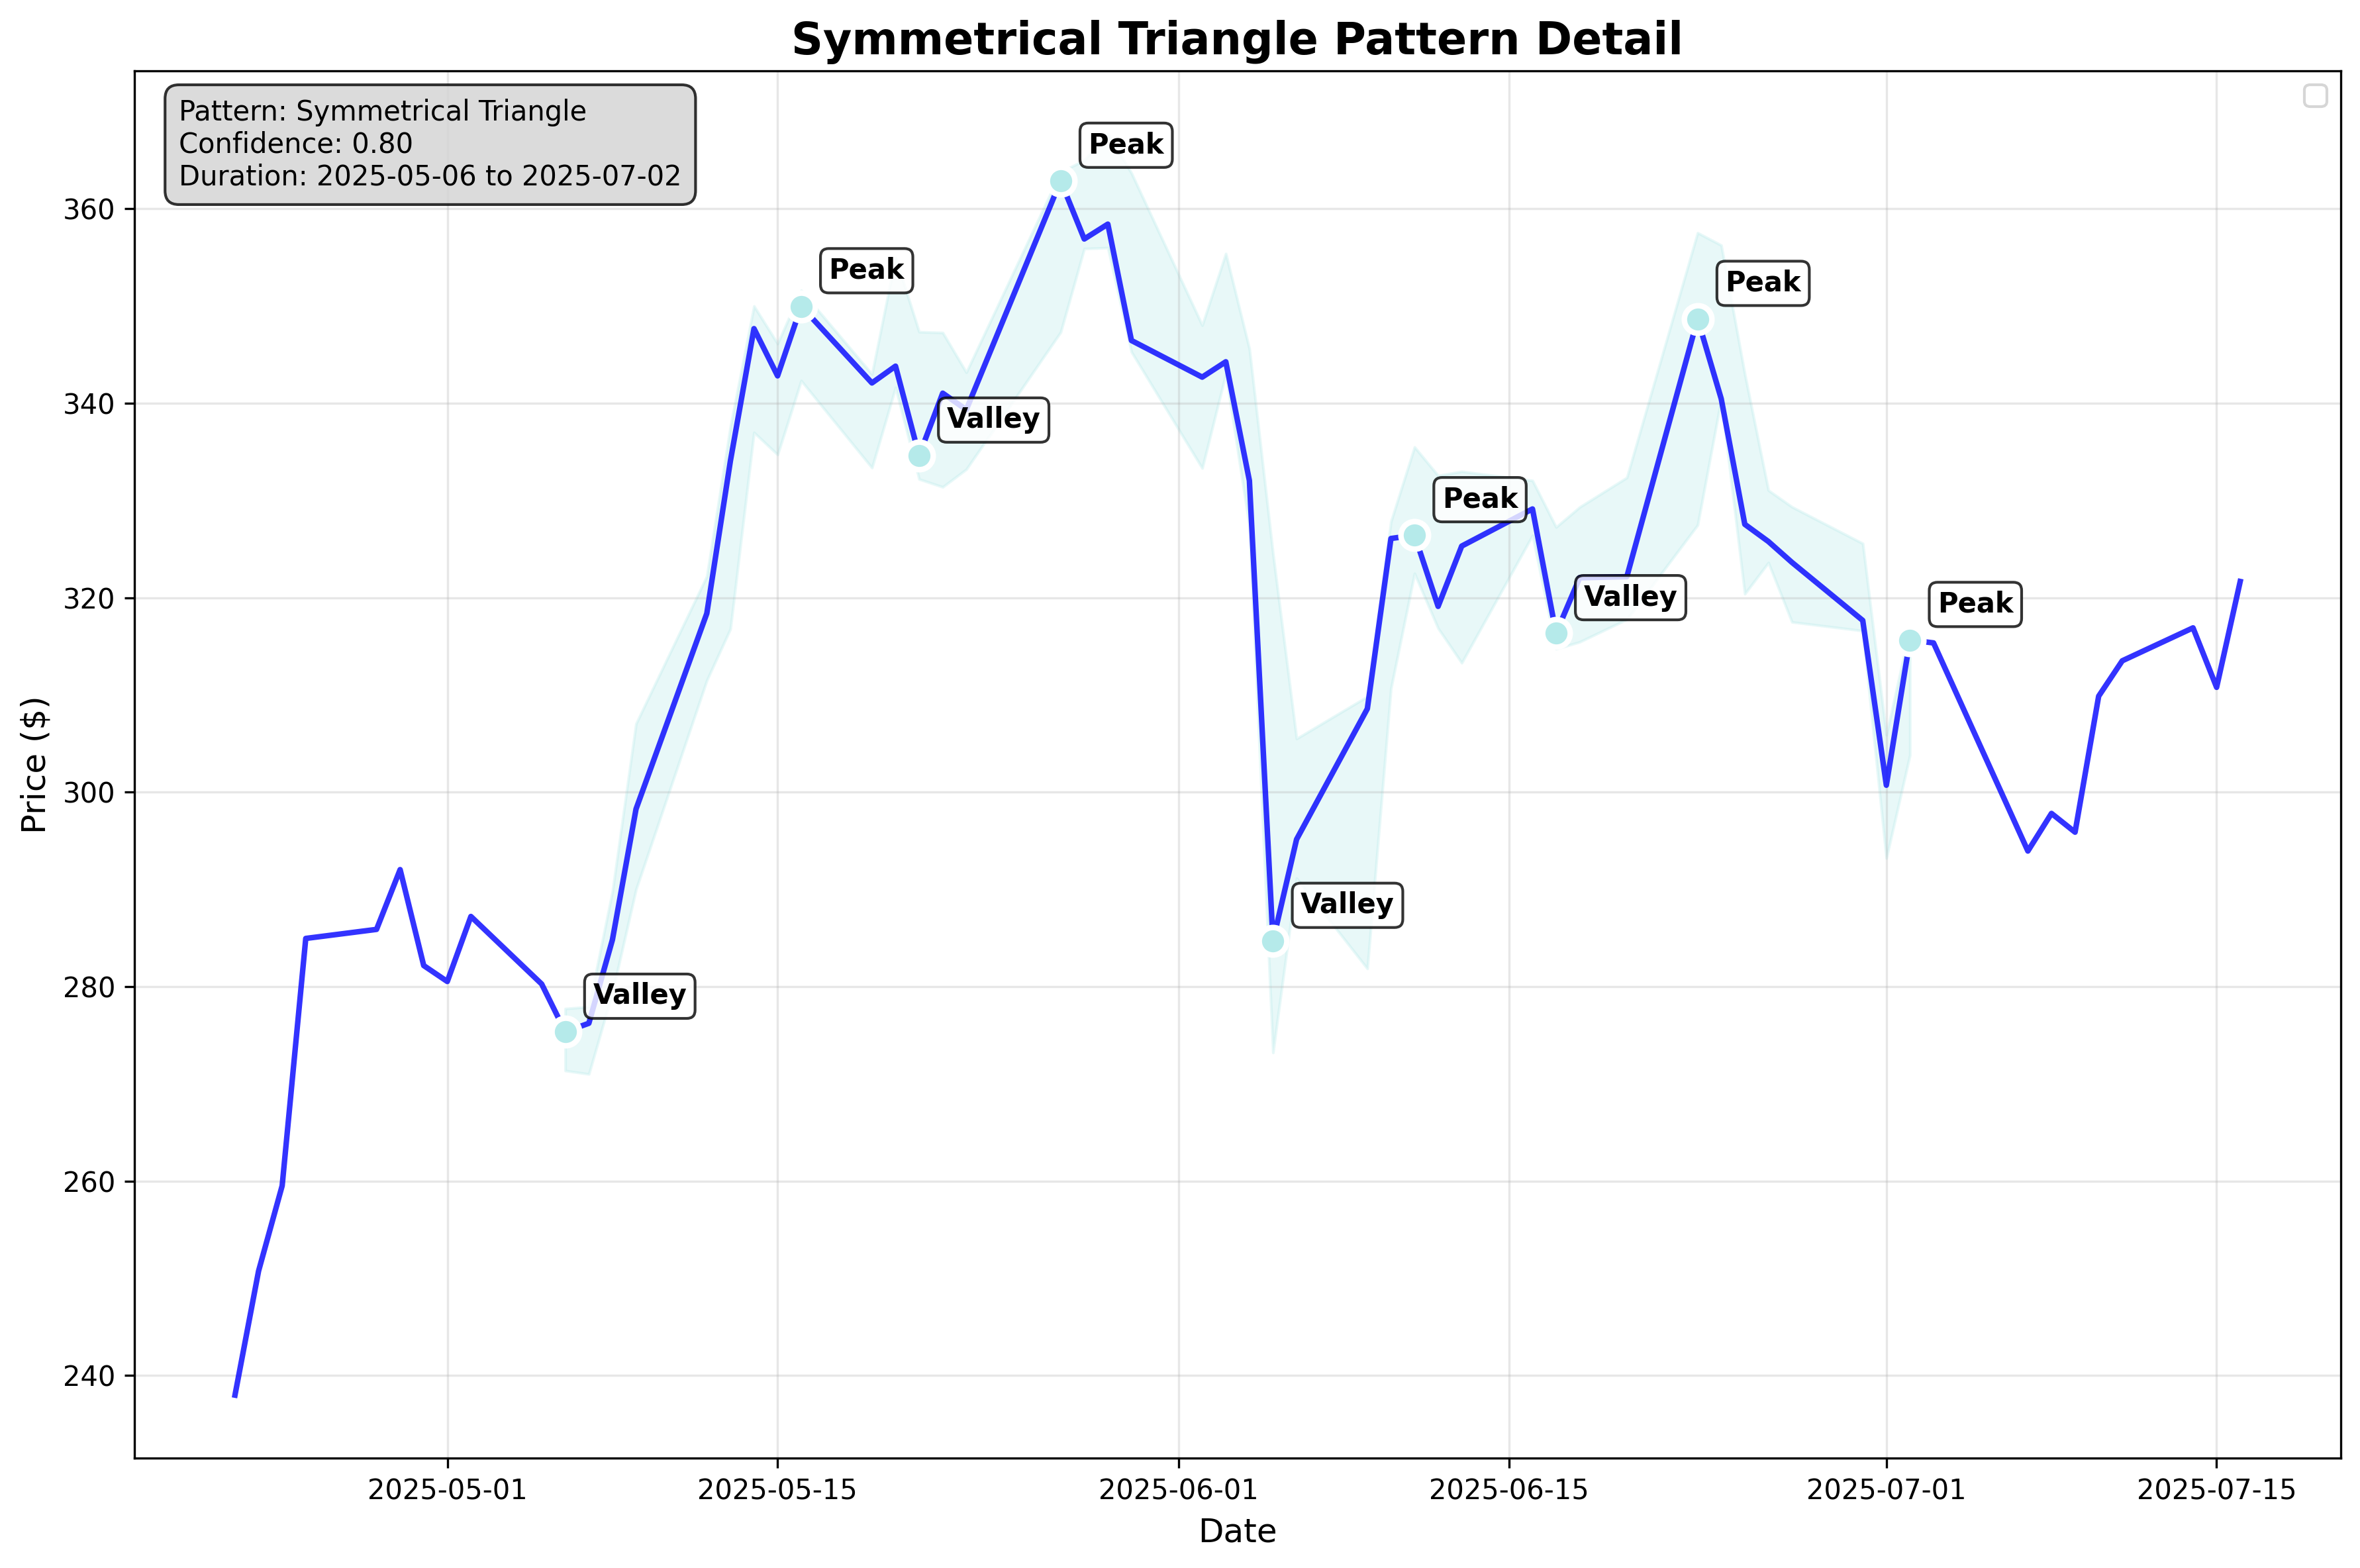 Symmetrical Triangle Pattern Detail
Pattern: Symmetrical Triangle
Confidence: 0.80
Duration: 2025-05-06 to 2025-07-02
Peak
Peak
Peak
Valley
Peak
Valley
Peak
Valley
Valley
Price ($)
360
340
320
300
280
260
240
2025-05-01
2025-05-15
2025-06-01
2025-06-15
2025-07-01
2025-07-15
Date